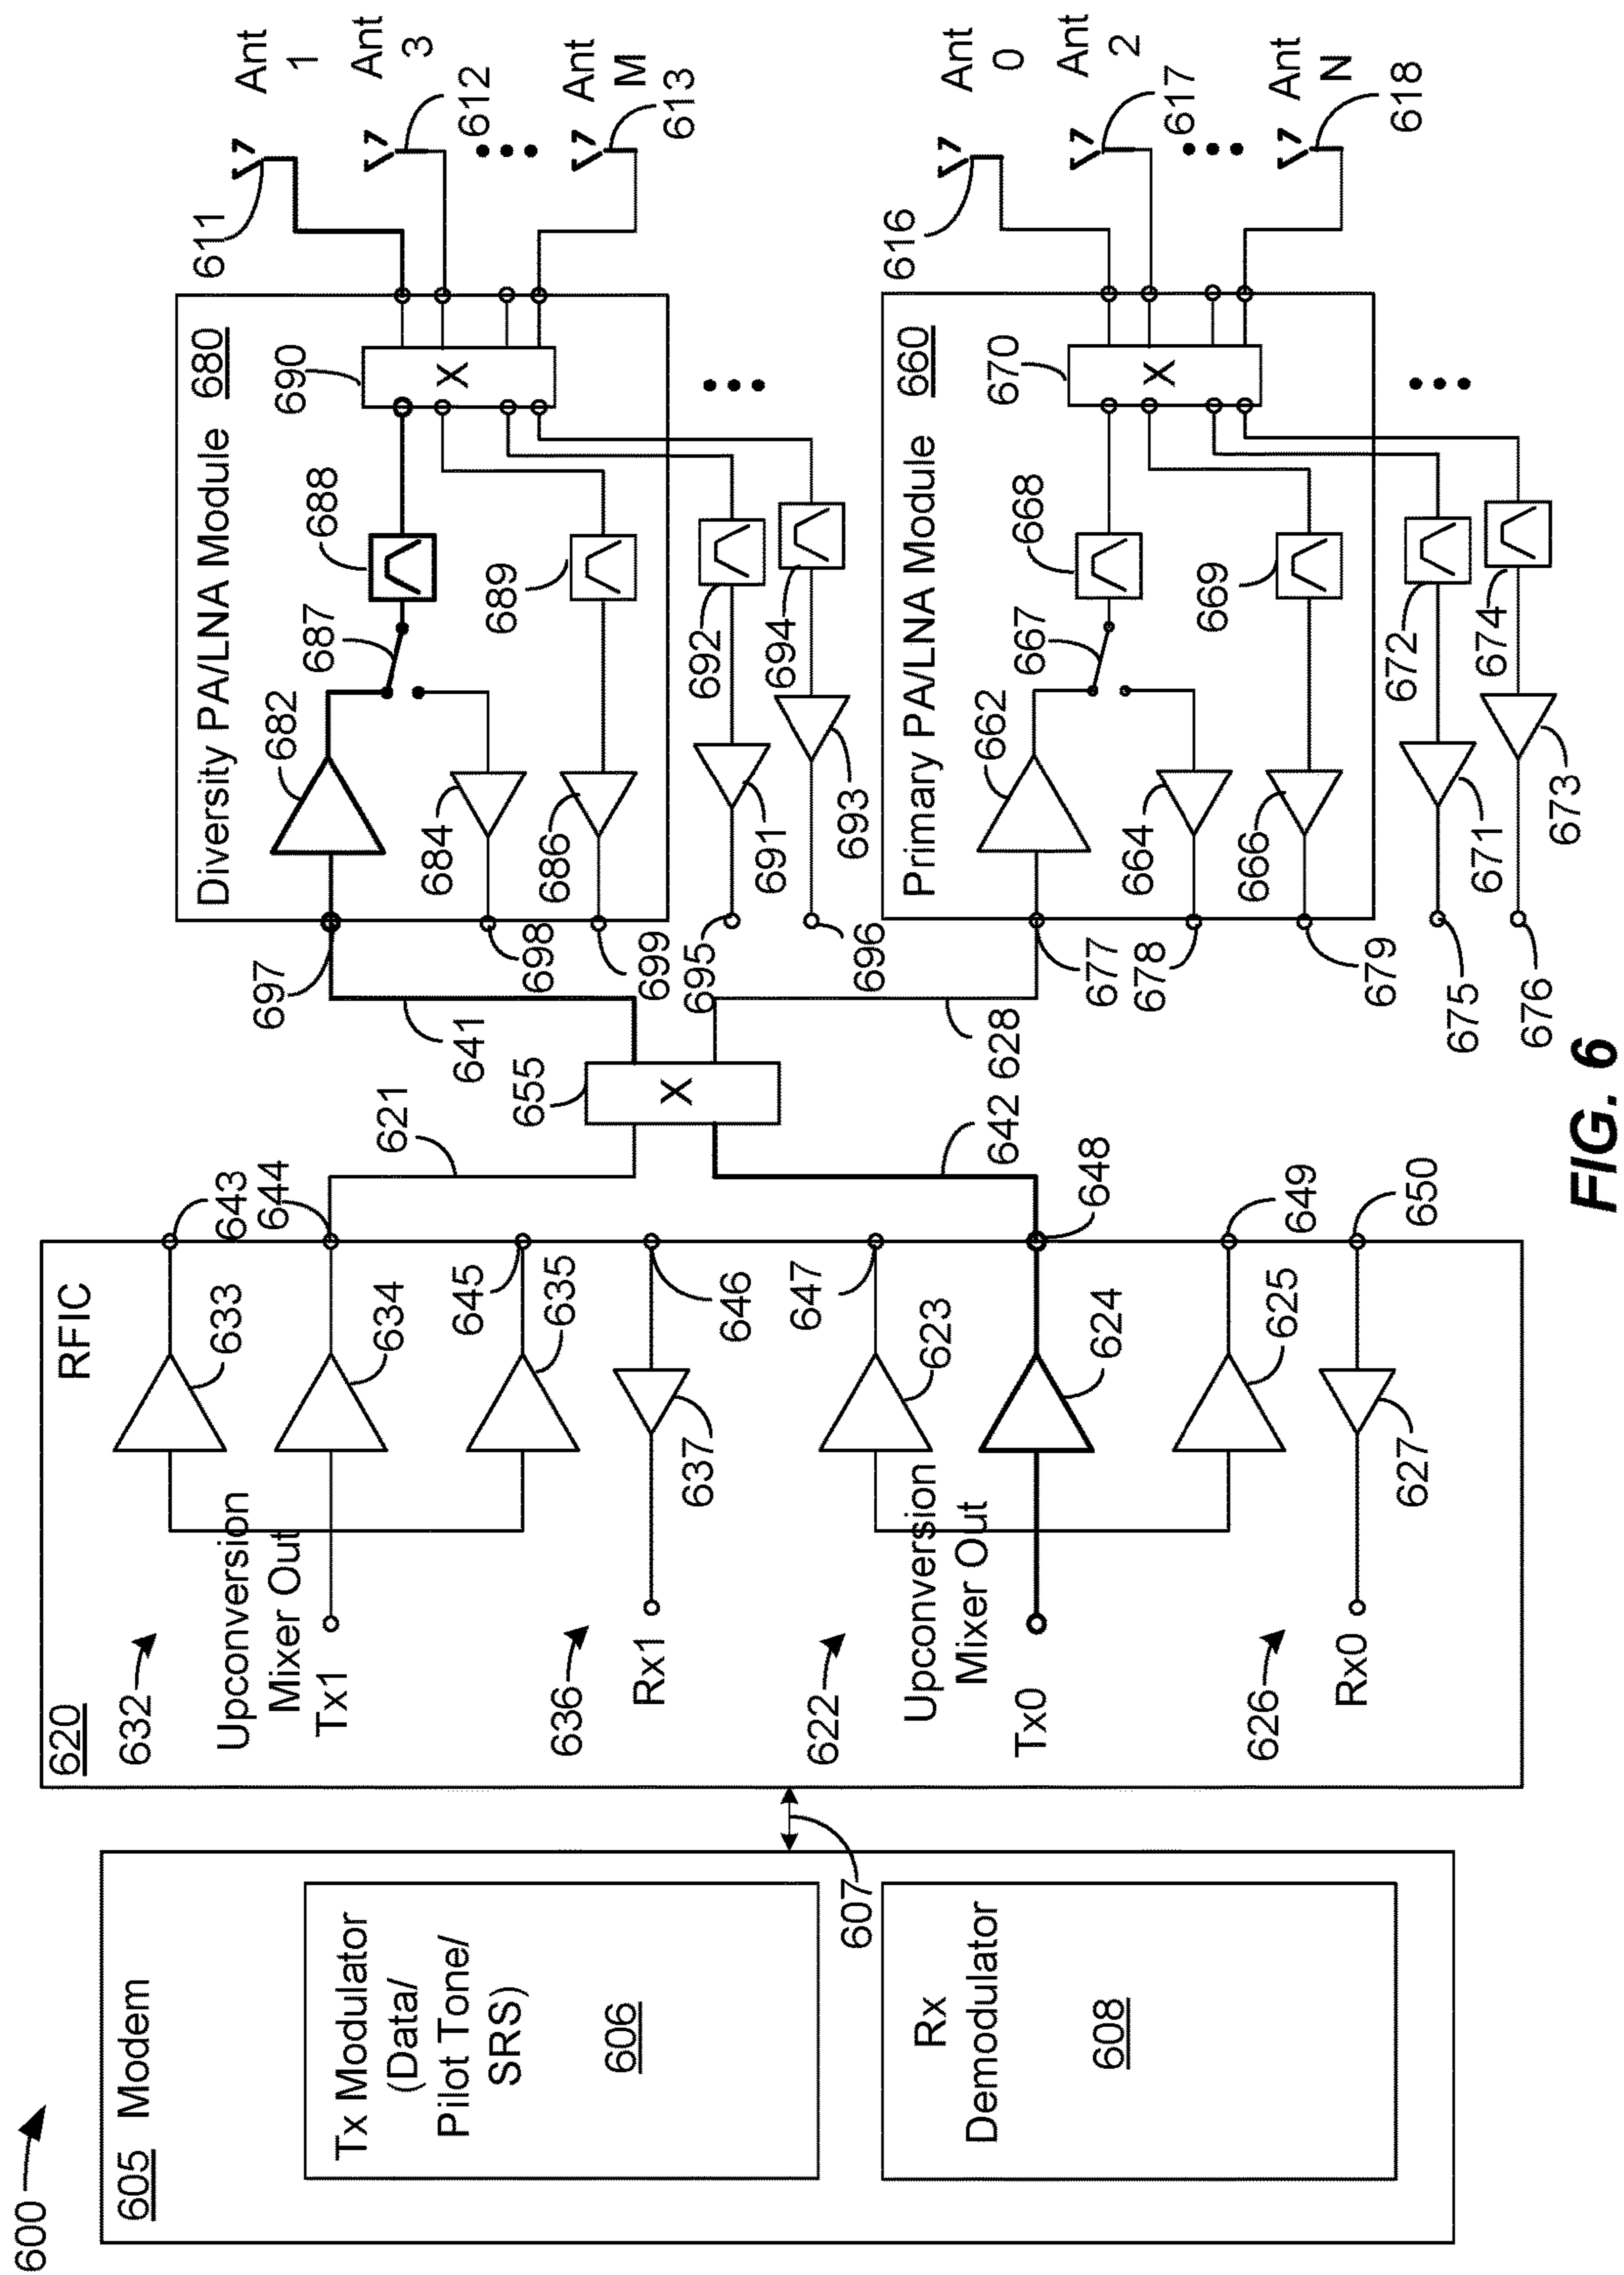 600
605 Modem
Tx Modulator
(Data/
Pilot Tone/
SRS)
606
Rx
Demodulator
608
607
620
RFIC
632
Upconversion
Mixer Out
Tx1
633
634
635
643
644
645
636
Rx1
637
646
622
Upconversion
Mixer Out
Tx0
623
624
625
647
648
649
626
Rx0
627
650
621
641
655
X
642
628
Diversity PA/LNA Module 680
697
682
684
686
687
688
689
690
X
698
699
691
692
693
694
695
696
611
Ant
1
Ant
3
612
Ant
M
613
Primary PA/LNA Module 660
677
662
664
666
667
668
669
670
X
678
679
671
672
673
674
675
676
616
Ant
0
Ant
2
617
Ant
N
618
FIG. 6